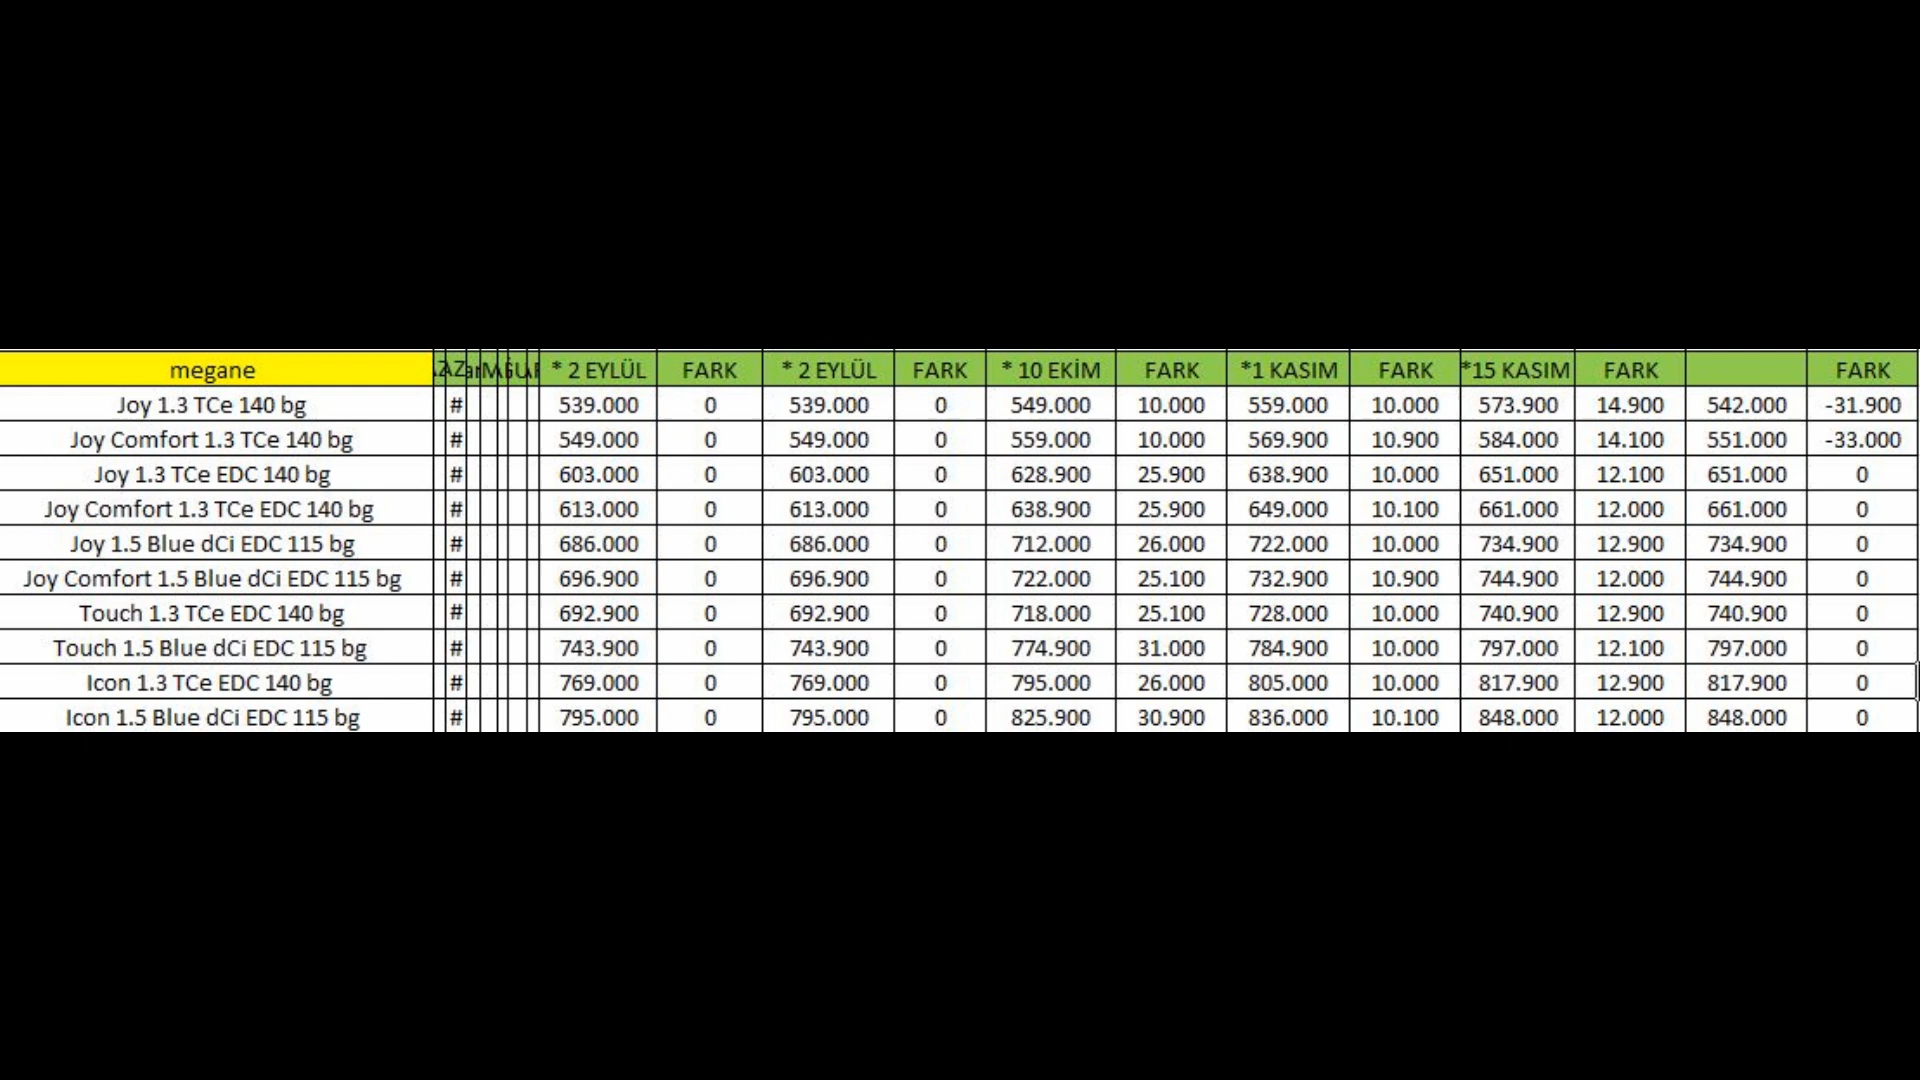 megane * 2 EYLÜL FARK * 2 EYLÜL FARK * 10 EKİM FARK *1 KASIM FARK *15 KASIM FARK FARK
Joy 1.3 TCe 140 bg # 539.000 0 539.000 0 549.000 10.000 559.000 10.000 573.900 14.900 542.000 -31.900
Joy Comfort 1.3 TCe 140 bg # 549.000 0 549.000 0 559.000 10.000 569.900 10.900 584.000 14.100 551.000 -33.000
Joy 1.3 TCe EDC 140 bg # 603.000 0 603.000 0 628.900 25.900 638.900 10.000 651.000 12.100 651.000 0
Joy Comfort 1.3 TCe EDC 140 bg # 613.000 0 613.000 0 638.900 25.900 649.000 10.100 661.000 12.000 661.000 0
Joy 1.5 Blue dCi EDC 115 bg # 686.000 0 686.000 0 712.000 26.000 722.000 10.000 734.900 12.900 734.900 0
Joy Comfort 1.5 Blue dCi EDC 115 bg # 696.900 0 696.900 0 722.000 25.100 732.900 10.900 744.900 12.000 744.900 0
Touch 1.3 TCe EDC 140 bg # 692.900 0 692.900 0 718.000 25.100 728.000 10.000 740.900 12.900 740.900 0
Touch 1.5 Blue dCi EDC 115 bg # 743.900 0 743.900 0 774.900 31.000 784.900 10.000 797.000 12.100 797.000 0
Icon 1.3 TCe EDC 140 bg # 769.000 0 769.000 0 795.000 26.000 805.000 10.000 817.900 12.900 817.900 0
Icon 1.5 Blue dCi EDC 115 bg # 795.000 0 795.000 0 825.900 30.900 836.000 10.100 848.000 12.000 848.000 0